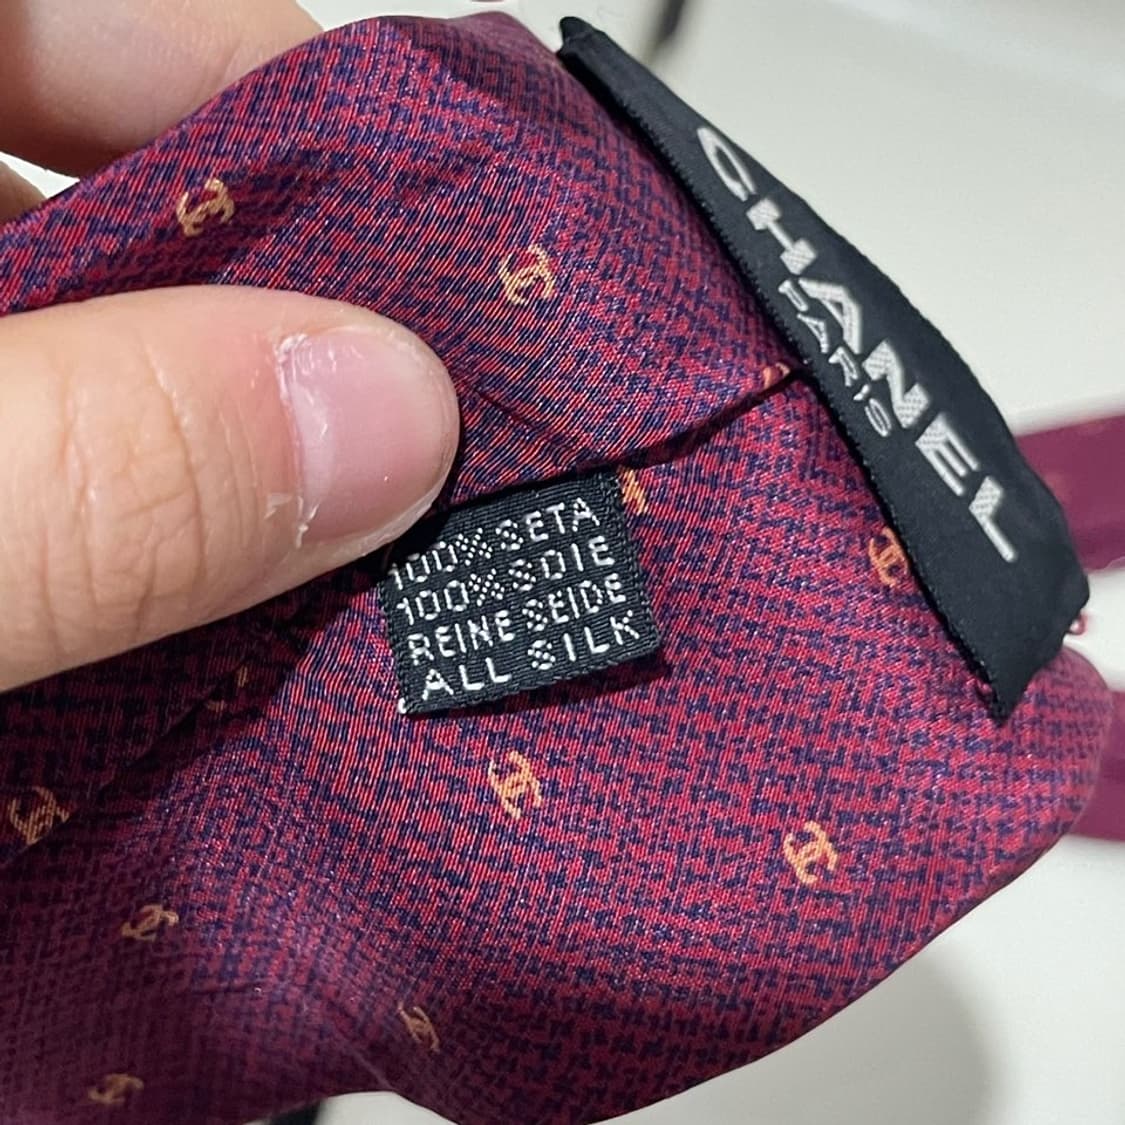 CHANEL
PARIS
100% SETA
100% SOIE
REINE SEIDE
ALL SILK